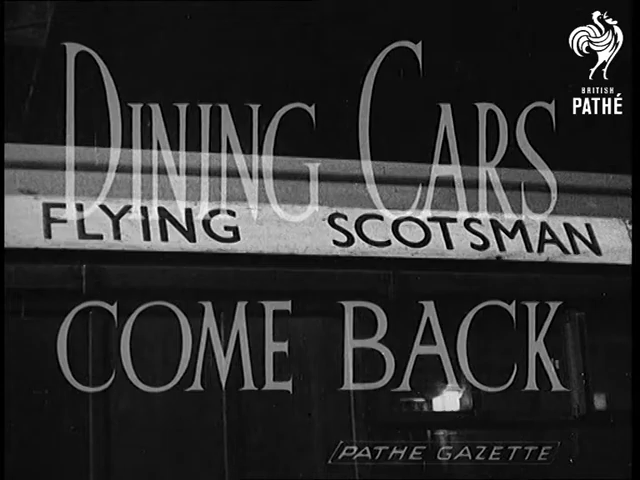 BRITISH
PATHÉ
DINING CARS
FLYING SCOTSMAN
COME BACK
PATHE GAZETTE